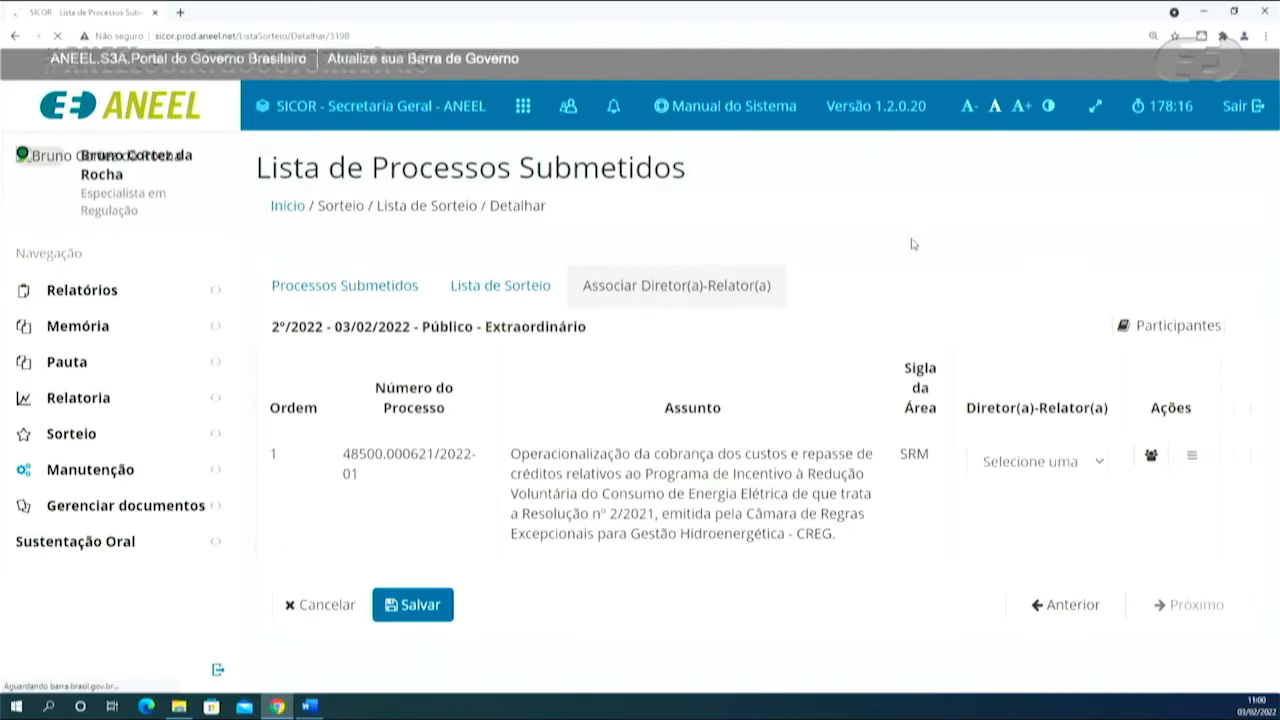 SICOR - Lista de Processos Sub
Não seguro | sicor.prod.aneel.net/ListaSorteio/Detalhar/3198
ANEEL.S3A.Portal do Governo Brasileiro | Atualize sua Barra de Governo
ANEEL
SICOR - Secretaria Geral - ANEEL
Manual do Sistema
Versão 1.2.0.20
A- A A+
178:16
Sair
Bruno Cortez da
Rocha
Especialista em
Regulação
Navegação
Relatórios
Memória
Pauta
Relatoria
Sorteio
Manutenção
Gerenciar documentos
Sustentação Oral
Lista de Processos Submetidos
Início / Sorteio / Lista de Sorteio / Detalhar
Processos Submetidos
Lista de Sorteio
Associar Diretor(a)-Relator(a)
2º/2022 - 03/02/2022 - Público - Extraordinário
Participantes
Ordem
Número do
Processo
Assunto
Sigla
da
Área
Diretor(a)-Relator(a)
Ações
1
48500.000621/2022-
01
Operacionalização da cobrança dos custos e repasse de
créditos relativos ao Programa de Incentivo à Redução
Voluntária do Consumo de Energia Elétrica de que trata
a Resolução nº 2/2021, emitida pela Câmara de Regras
Excepcionais para Gestão Hidroenergética - CREG.
SRM
Selecione uma
Cancelar
Salvar
Anterior
Próximo
Aguardando barra.brasil.gov.br...
11:00
03/02/2022